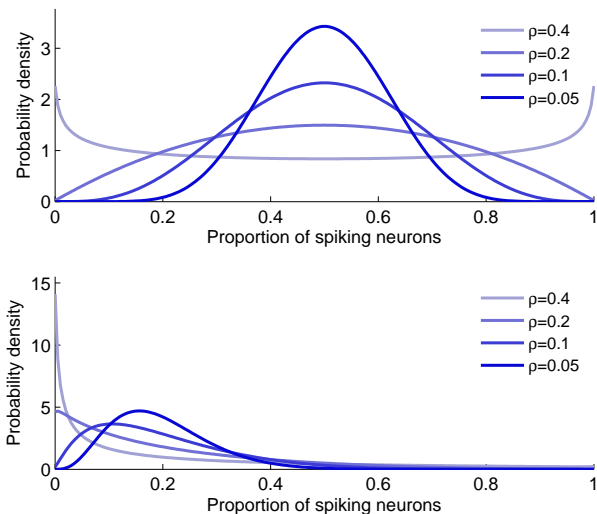 3
2
1
0
Probability density
ρ=0.4
ρ=0.2
ρ=0.1
ρ=0.05
0 0.2 0.4 0.6 0.8 1
Proportion of spiking neurons
15
10
5
0
Probability density
ρ=0.4
ρ=0.2
ρ=0.1
ρ=0.05
0 0.2 0.4 0.6 0.8 1
Proportion of spiking neurons